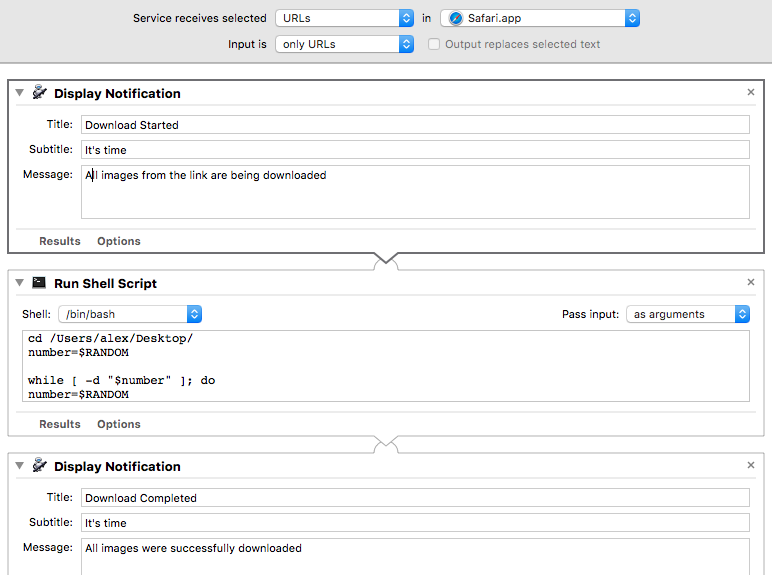 Service receives selected URLs in Safari.app
Input is only URLs Output replaces selected text
Display Notification
Title: Download Started
Subtitle: It's time
Message: All images from the link are being downloaded
Results Options
Run Shell Script
Shell: /bin/bash Pass input: as arguments
cd /Users/alex/Desktop/
number=$RANDOM
while [ -d "$number" ]; do
number=$RANDOM
Results Options
Display Notification
Title: Download Completed
Subtitle: It's time
Message: All images were successfully downloaded